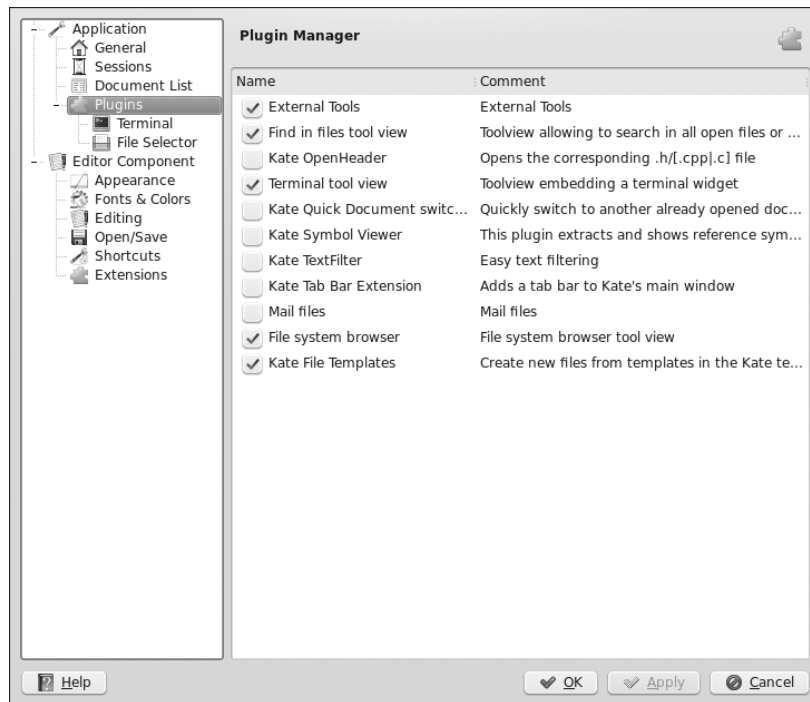 Application
General
Sessions
Document List
Plugins
Terminal
File Selector
Editor Component
Appearance
Fonts & Colors
Editing
Open/Save
Shortcuts
Extensions
Plugin Manager
Name Comment
External Tools External Tools
Find in files tool view Toolview allowing to search in all open files or ...
Kate OpenHeader Opens the corresponding .h/[.cpp|.c] file
Terminal tool view Toolview embedding a terminal widget
Kate Quick Document switc... Quickly switch to another already opened doc...
Kate Symbol Viewer This plugin extracts and shows reference sym...
Kate TextFilter Easy text filtering
Kate Tab Bar Extension Adds a tab bar to Kate's main window
Mail files Mail files
File system browser File system browser tool view
Kate File Templates Create new files from templates in the Kate te...
Help OK Apply Cancel